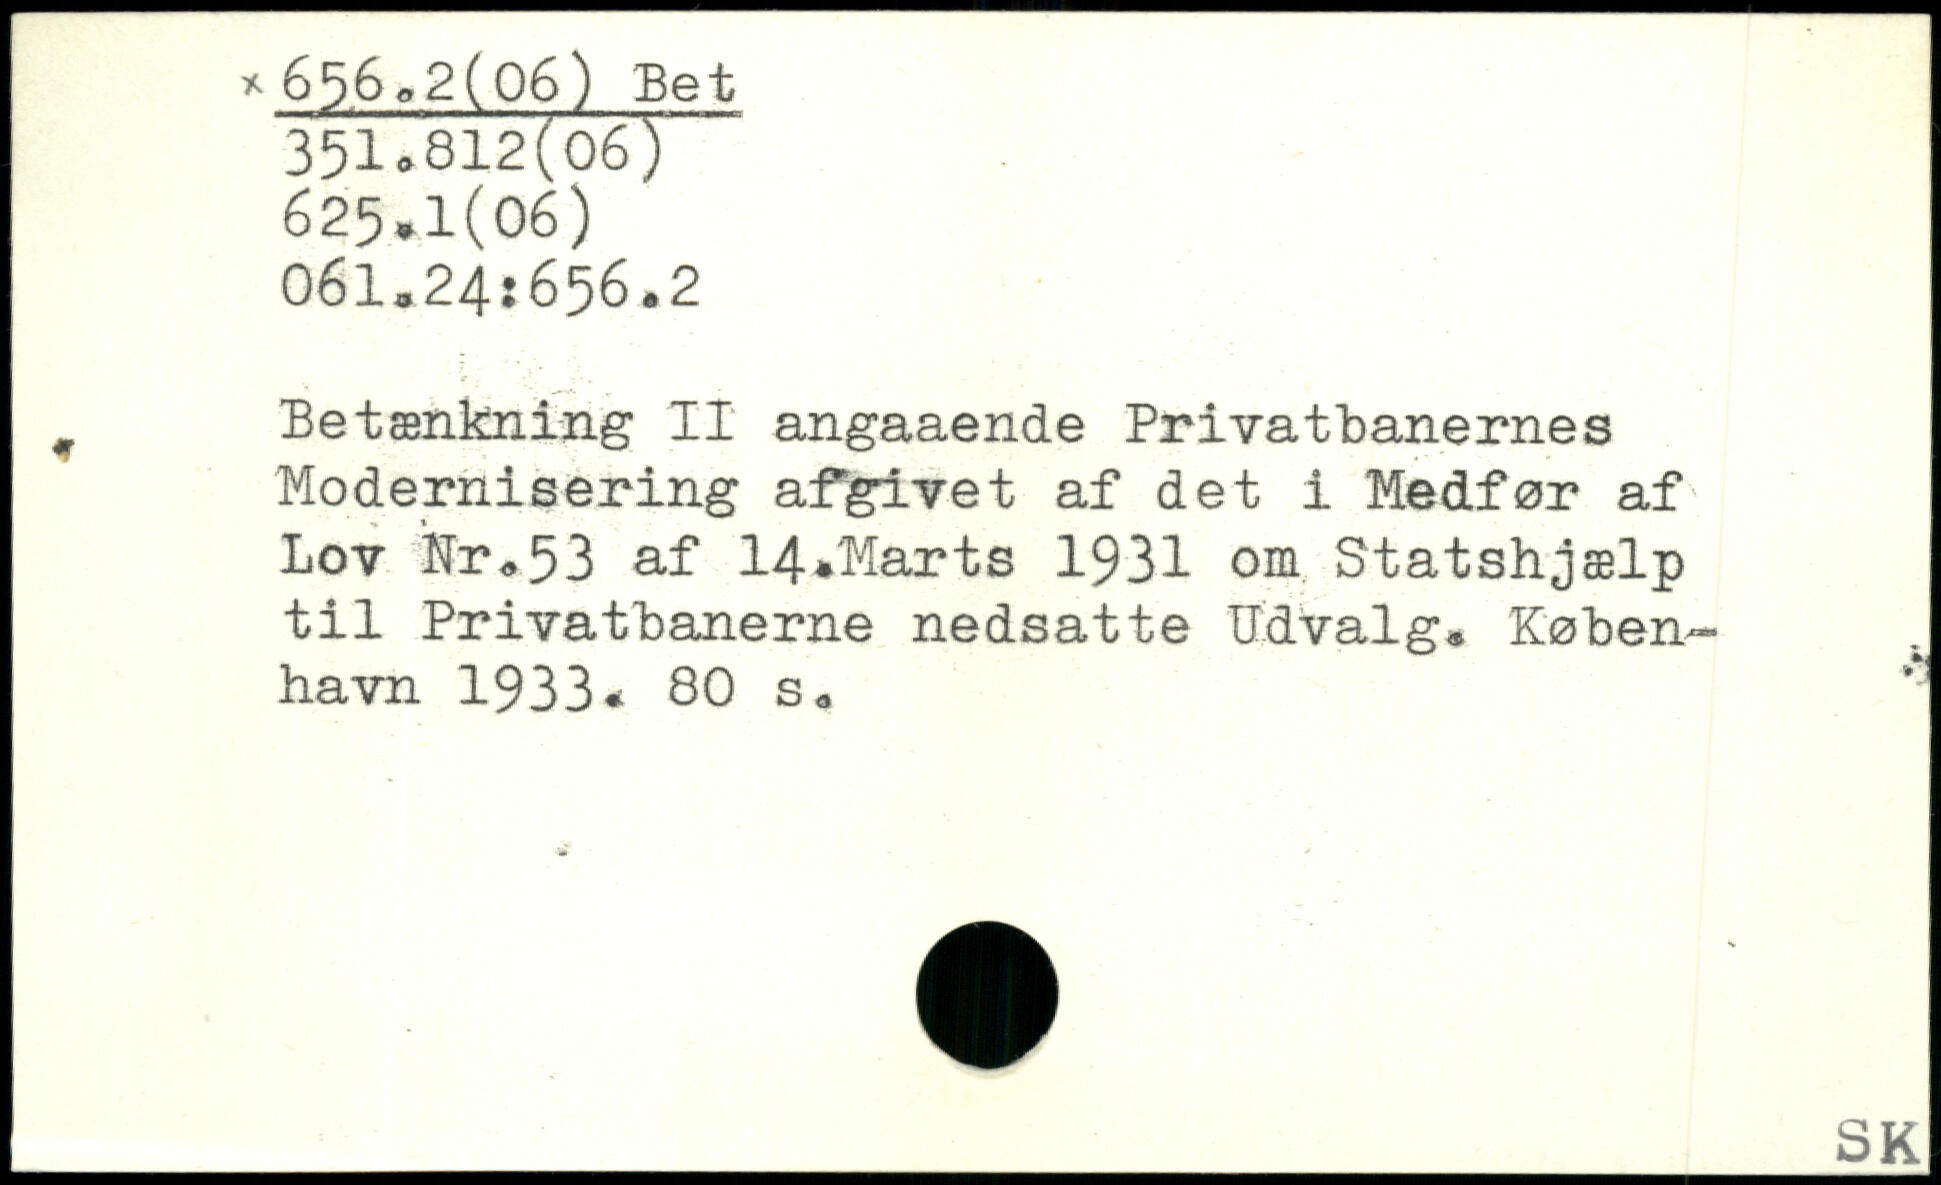 x 656.2(06) Bet
351.812(06)
625.1(06)
061.24:656.2
Betænkning II angaaende Privatbanernes
Modernisering afgivet af det i Medfør af
Lov Nr.53 af 14.Marts 1931 om Statshjælp
til Privatbanerne nedsatte Udvalg. Køben-
havn 1933. 80 s.
SK